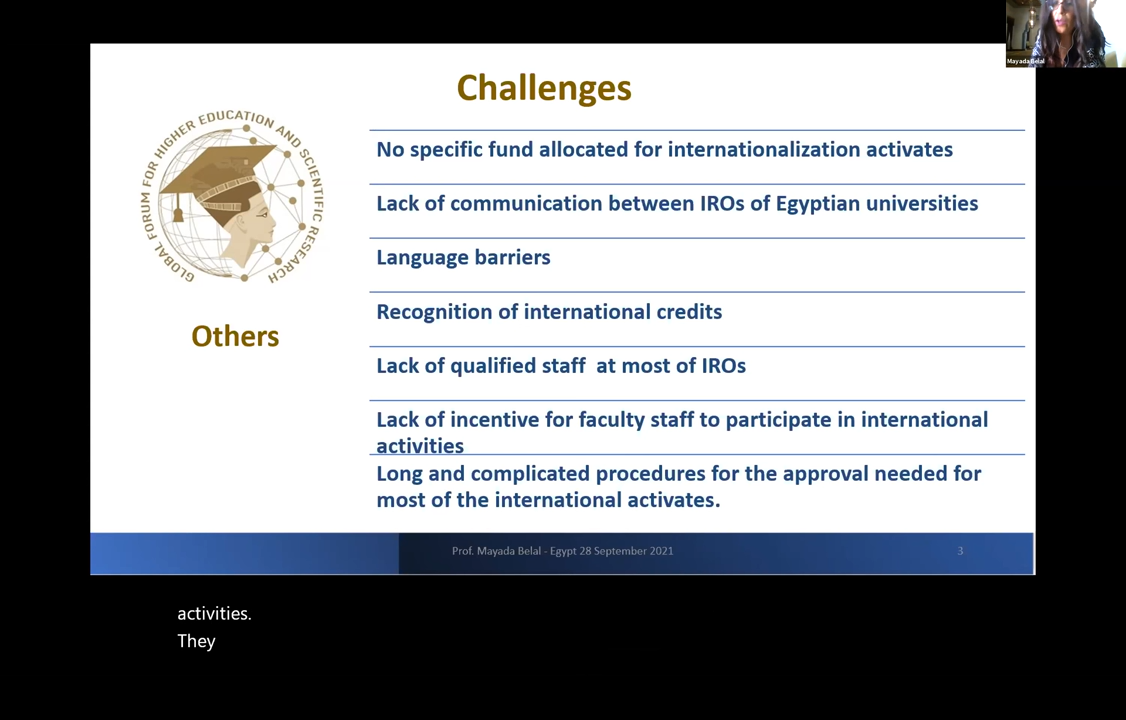 Mayada Belal
Challenges
GLOBAL FORUM FOR HIGHER EDUCATION AND SCIENTIFIC RESEARCH
Others
No specific fund allocated for internationalization activates
Lack of communication between IROs of Egyptian universities
Language barriers
Recognition of international credits
Lack of qualified staff  at most of IROs
Lack of incentive for faculty staff to participate in international
activities
Long and complicated procedures for the approval needed for
most of the international activates.
Prof. Mayada Belal - Egypt 28 September 2021
3
activities.
They